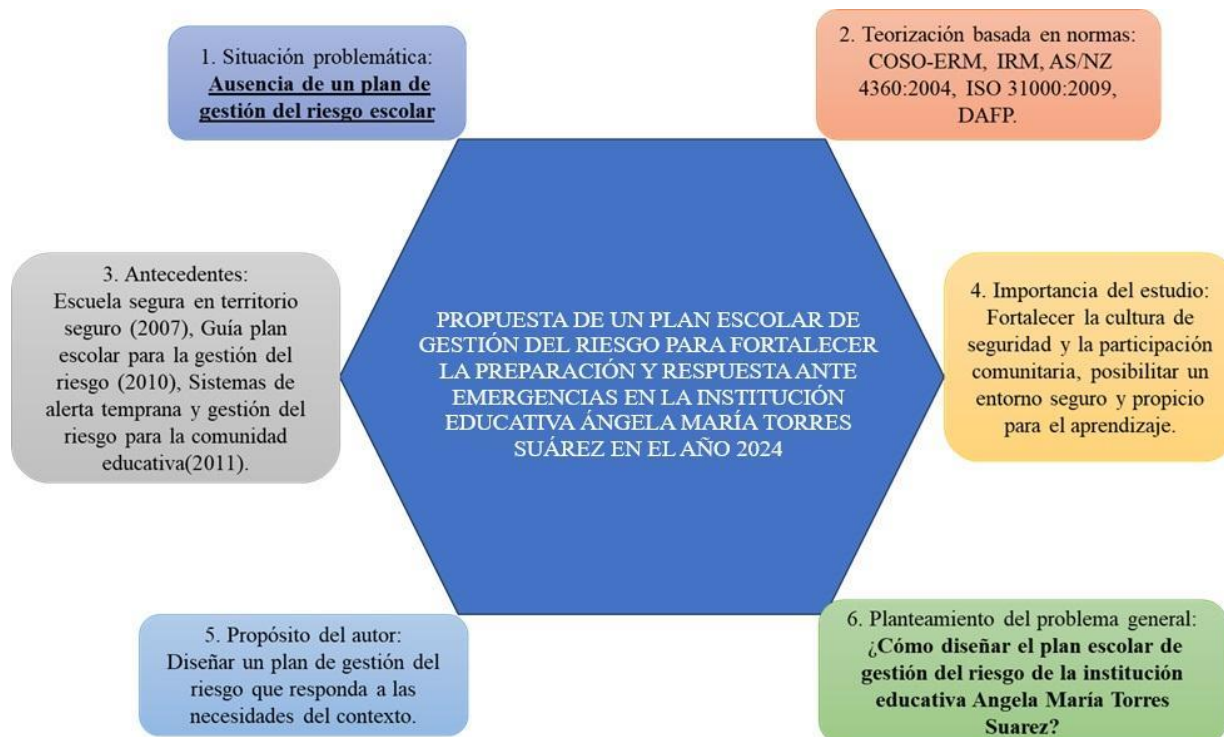 1. Situación problemática:
Ausencia de un plan de
gestión del riesgo escolar
2. Teorización basada en normas:
COSO-ERM, IRM, AS/NZ
4360:2004, ISO 31000:2009,
DAFP.
3. Antecedentes:
Escuela segura en territorio
seguro (2007), Guía plan
escolar para la gestión del
riesgo (2010), Sistemas de
alerta temprana y gestión del
riesgo para la comunidad
educativa(2011).
PROPUESTA DE UN PLAN ESCOLAR DE
GESTIÓN DEL RIESGO PARA FORTALECER
LA PREPARACIÓN Y RESPUESTA ANTE
EMERGENCIAS EN LA INSTITUCIÓN
EDUCATIVA ÁNGELA MARÍA TORRES
SUÁREZ EN EL AÑO 2024
4. Importancia del estudio:
Fortalecer la cultura de
seguridad y la participación
comunitaria, posibilitar un
entorno seguro y propicio
para el aprendizaje.
5. Propósito del autor:
Diseñar un plan de gestión del
riesgo que responda a las
necesidades del contexto.
6. Planteamiento del problema general:
¿Cómo diseñar el plan escolar de
gestión del riesgo de la institución
educativa Angela María Torres
Suarez?